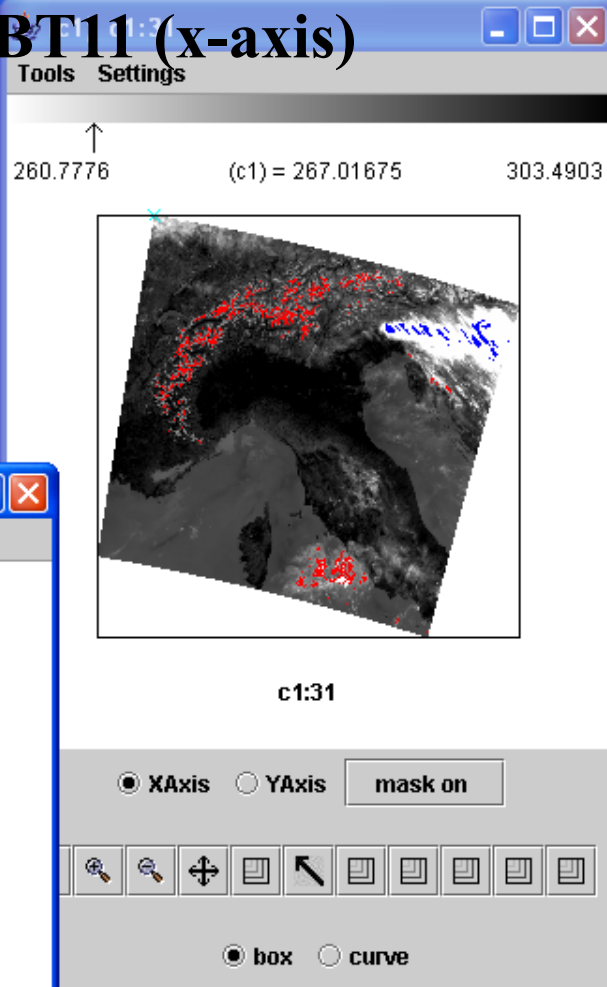 BT11 (x-axis)
Tools Settings
260.7776 (c1) = 267.01675 303.4903
c1:31
XAxis YAxis mask on
box curve